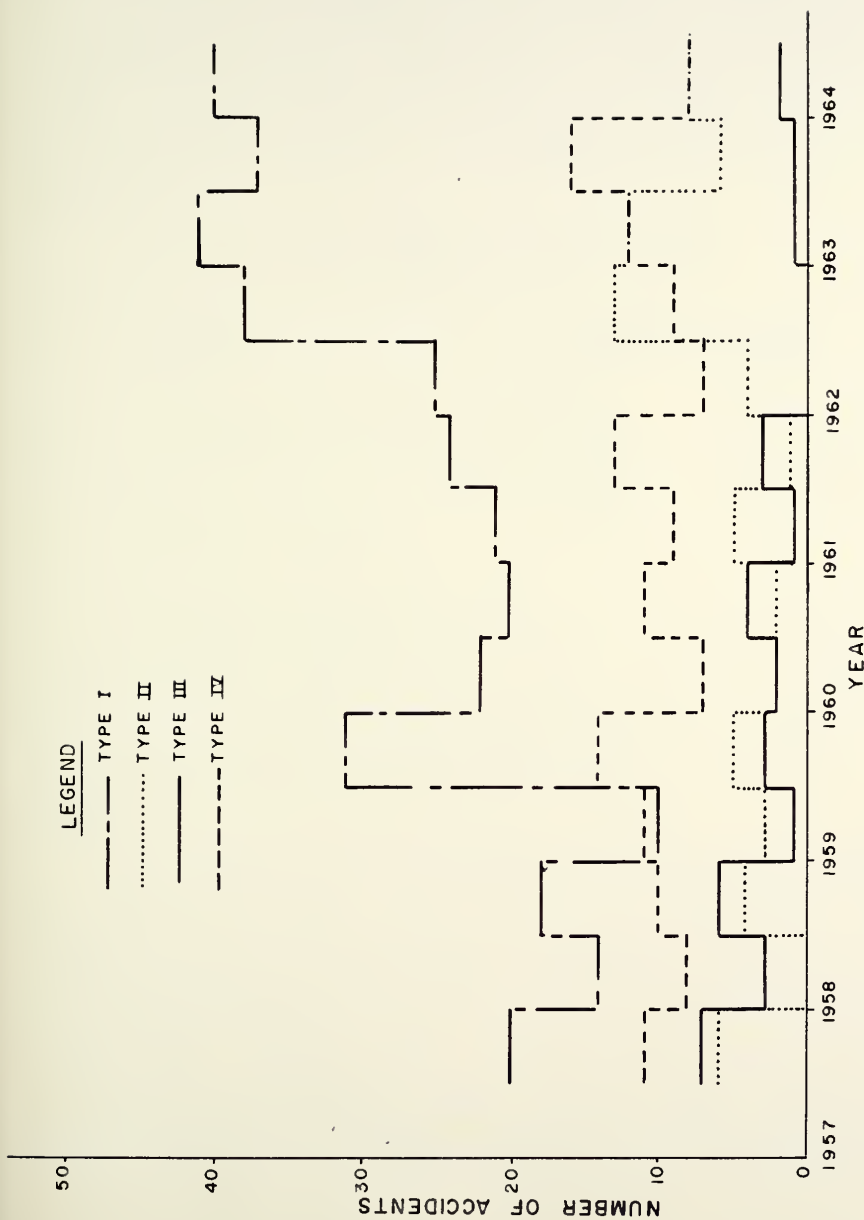 LEGEND
TYPE I
TYPE II
TYPE III
TYPE IV
NUMBER OF ACCIDENTS
50
40
30
20
10
0
1957
1958
1959
1960
1961
1962
1963
1964
YEAR